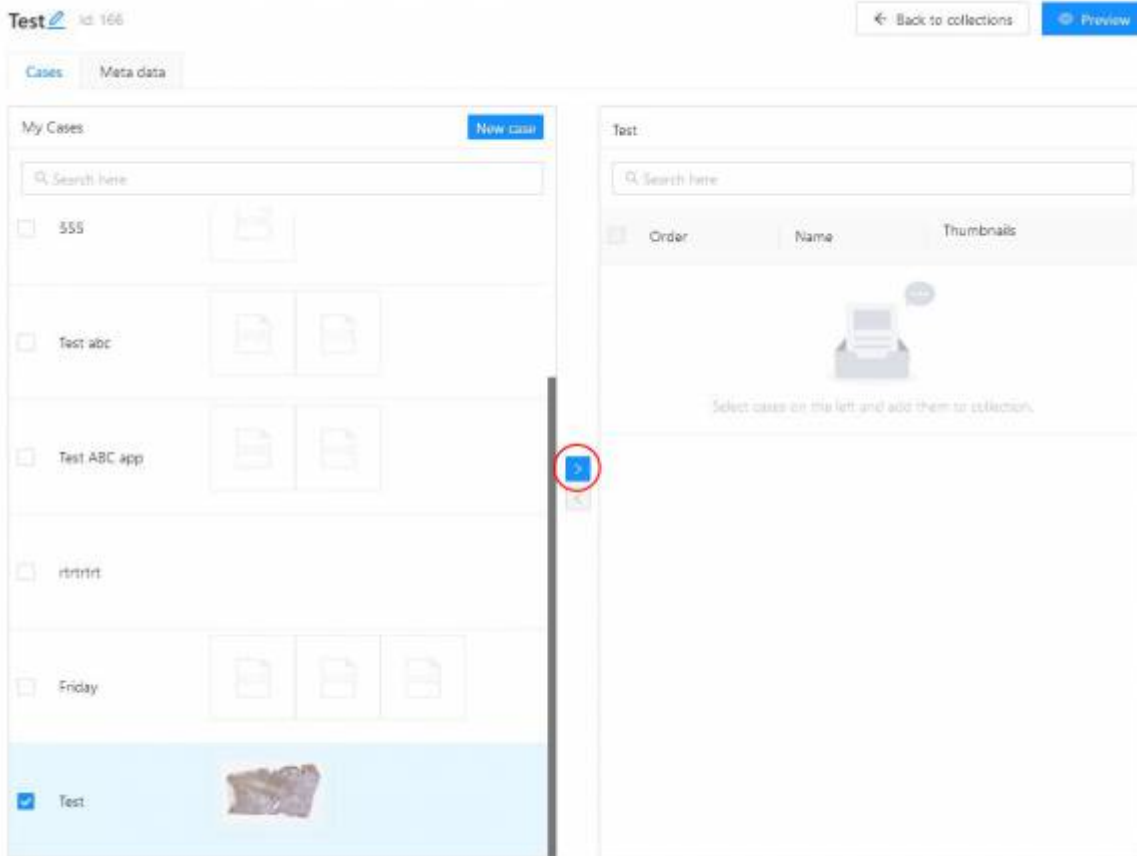 Test Id: 166
← Back to collections
Preview
Cases
Meta data
My Cases
New case
Search here
555
Test abc
Test ABC app
rtrtrtrt
Friday
Test
Test
Search here
Order
Name
Thumbnails
Select cases on the left and add them to collection.